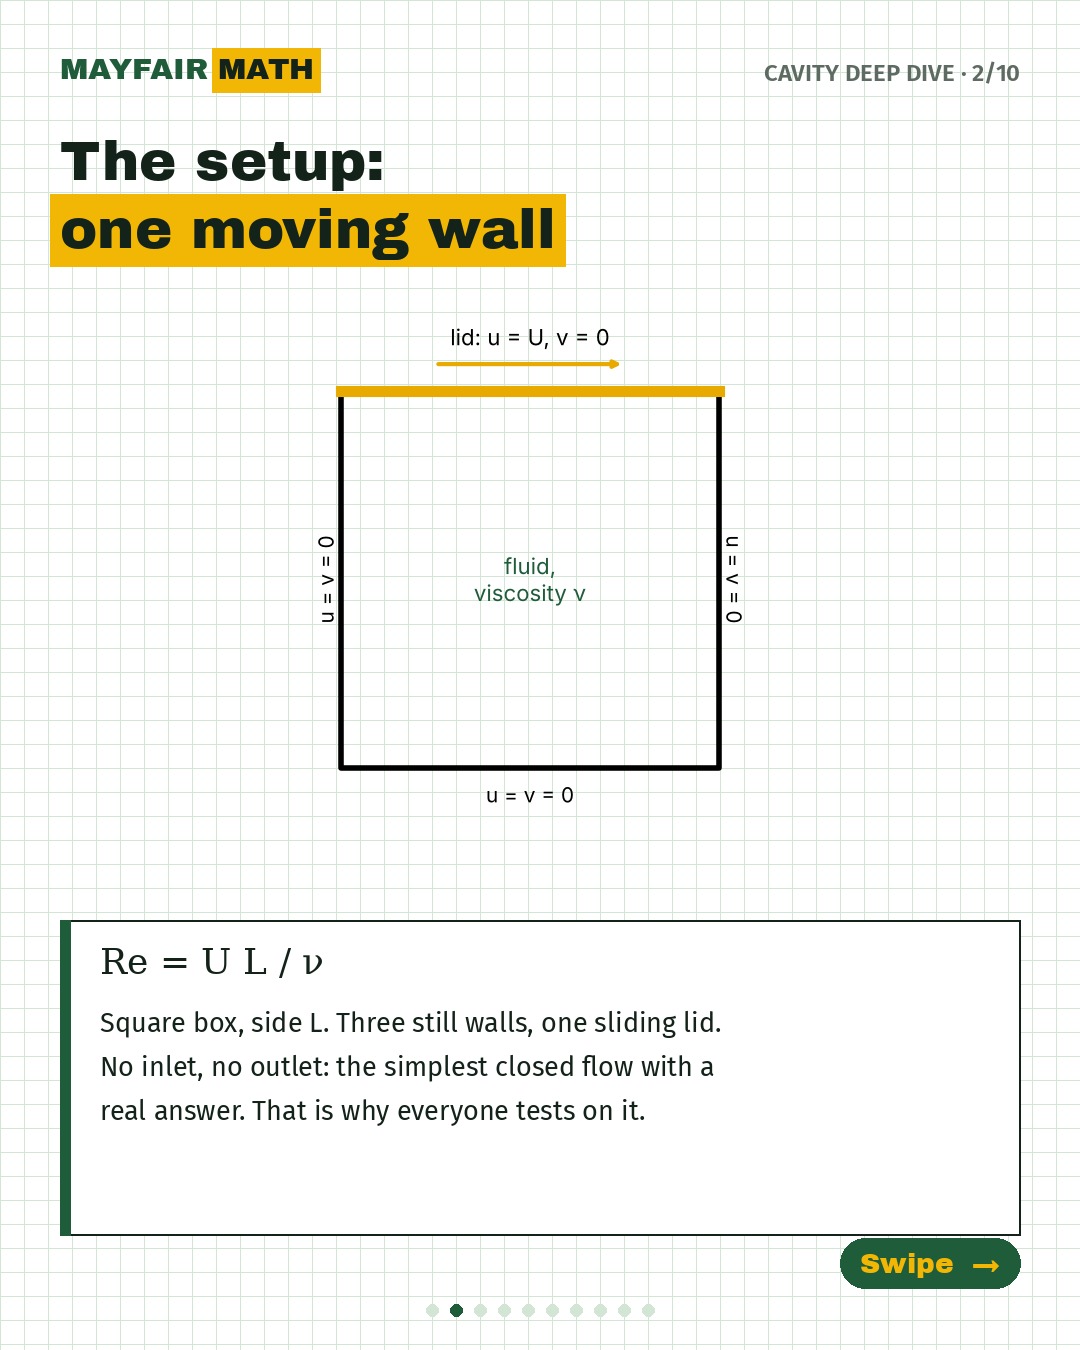 MAYFAIR MATH
CAVITY DEEP DIVE · 2/10
The setup:
one moving wall
lid: u = U, v = 0
u = v = 0
fluid,
viscosity ν
u = v = 0
u = v = 0
Re = U L / ν
Square box, side L. Three still walls, one sliding lid.
No inlet, no outlet: the simplest closed flow with a
real answer. That is why everyone tests on it.
Swipe →